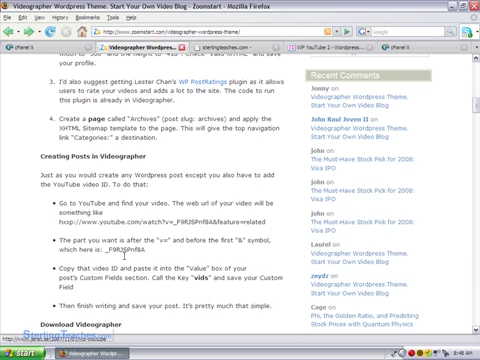 Videographer Wordpress Theme. Start Your Own Video Blog | Zoomstart - Mozilla Firefox
File Edit View History Bookmarks Tools Help
http://www.zoomstart.com/videographer-wordpress-theme/
cPanel X
Videographer Wordpres...
sterlingteaches.com
WP YouTube 2 - Wordpress...
cPanel X
your profile.
3. I'd also suggest getting Lester Chan's WP PostRatings plugin as it allows
users to rate your videos and adds a lot to the site. The code to run
this plugin is already in Videographer.
4. Create a page called "Archives" (post slug: archives) and apply the
XHTML Sitemap template to the page. This will give the top navigation
link "Categories:" a destination.
Creating Posts in Videographer
Just as you would create any Wordpress post except you also have to add
the YouTube video ID. To do that:
• Go to YouTube and find your video. The web url of your video will be
something like
hxxp://www.youtube.com/watch?v=_F9RJSPnf8A&feature=related
• The part you want is after the "v=" and before the first "&" symbol,
which here is: _F9RJSPnf8A
• Copy that video ID and paste it into the "Value" box of your
post's Custom Fields section. Call the Key "vids" and save your Custom
Field
• Then finish writing and save your post. It's pretty much that simple.
Download Videographer
Recent Comments
Jonny on
Videographer Wordpress Theme.
Start Your Own Video Blog
John Raul Joven II on
Videographer Wordpress Theme.
Start Your Own Video Blog
john on
The Must-Have Stock Pick for 2008:
Visa IPO
john on
The Must-Have Stock Pick for 2008:
Visa IPO
Laurel on
Videographer Wordpress Theme.
Start Your Own Video Blog
znydz on
Videographer Wordpress Theme.
Start Your Own Video Blog
Cage on
Phi, the Golden Ratio, Fractals and
Predicting Stock Prices with Quantum
Physics
SterlingTeaches.com
start
Videographer Wordpr...
9:48 AM